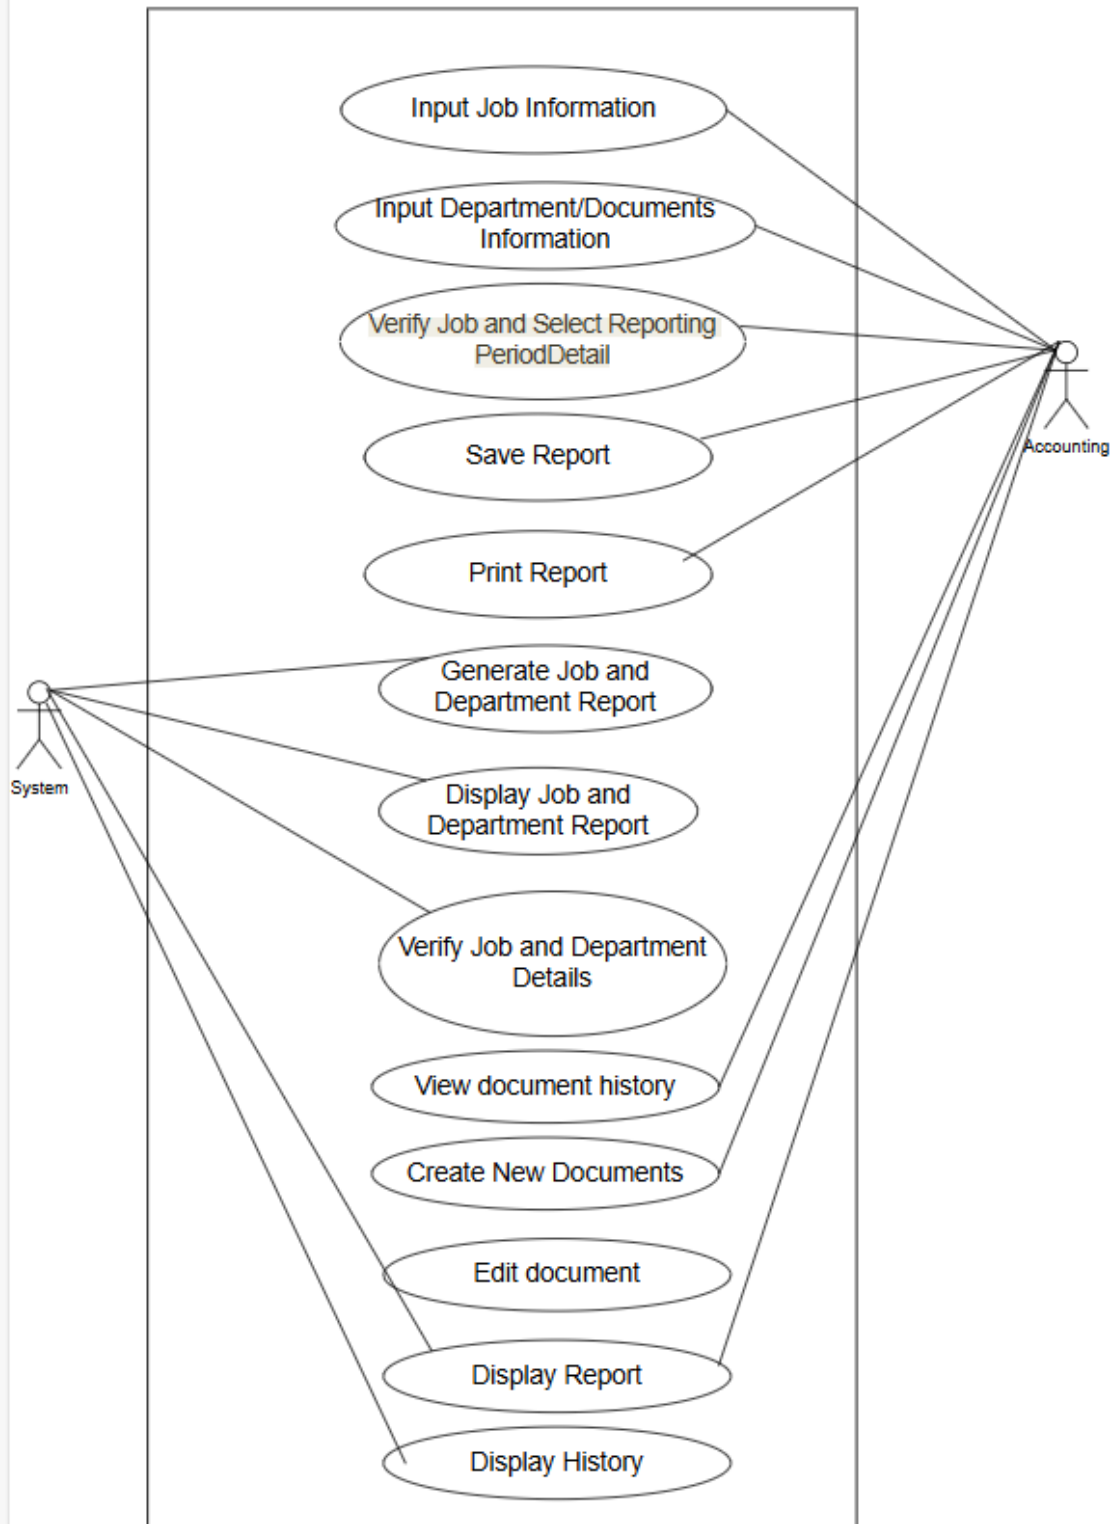 Input Job Information
Input Department/Documents
Information
Verify Job and Select Reporting
PeriodDetail
Save Report
Accounting
Print Report
Generate Job and
Department Report
System
Display Job and
Department Report
Verify Job and Department
Details
View document history
Create New Documents
Edit document
Display Report
Display History